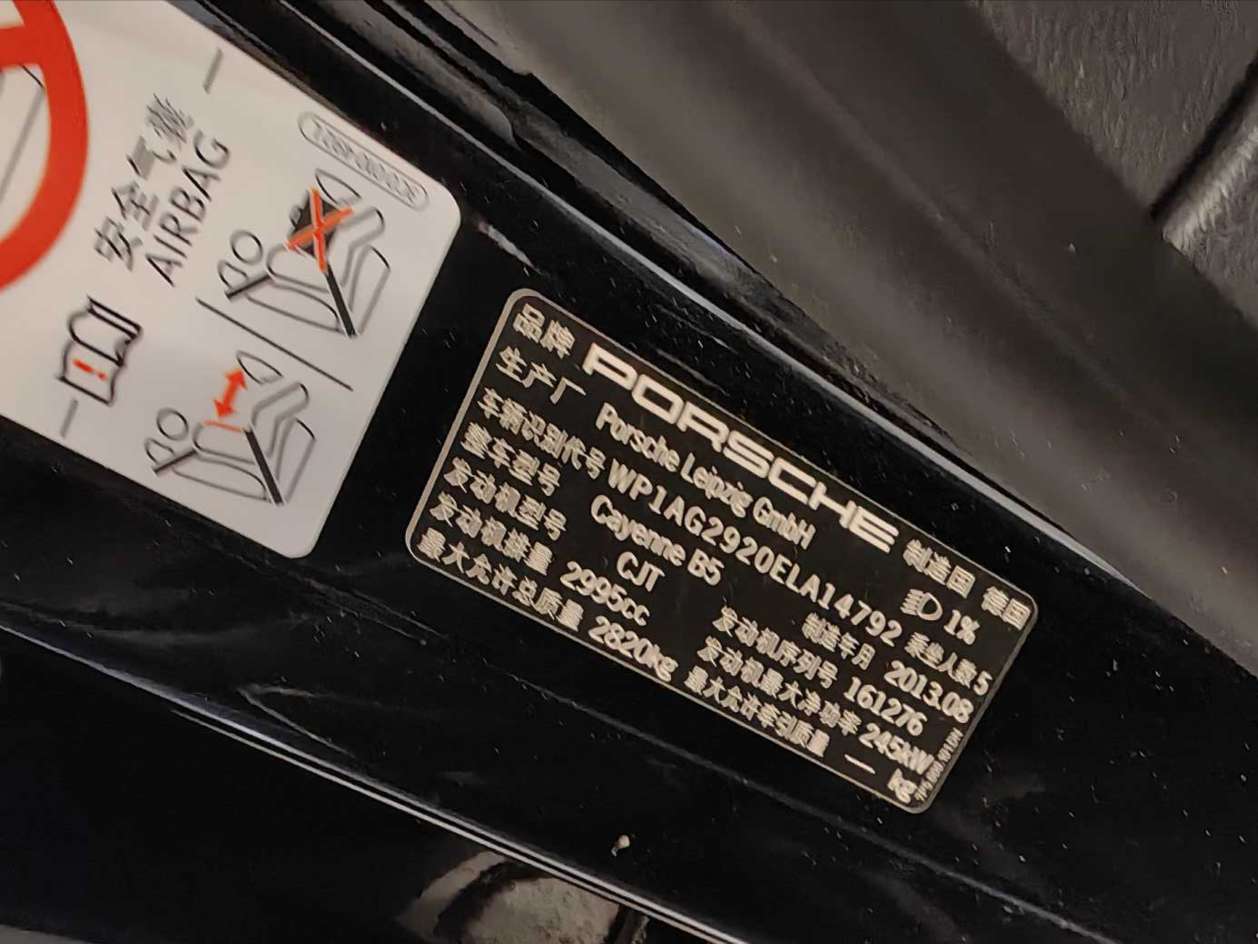 安全气囊
AIRBAG
品牌 PORSCHE 制造国 德国
生产厂 Porsche Leipzig GmbH 1%
车辆识别代号 WP1AG2920ELA14792 乘坐人数 5
整车型号 Cayenne B5 制造年月 2013.08
发动机型号 CJT 发动机序列号 161276
发动机排量 2995cc 发动机最大净功率 245kW
最大允许总质量 2820kg 最大允许牵引质量 — kg